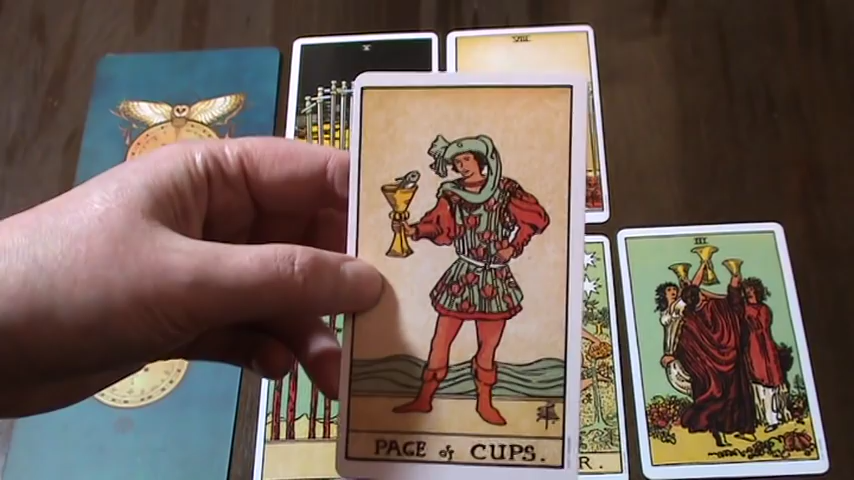 X
VIII
PAGE of CUPS.
III
R.